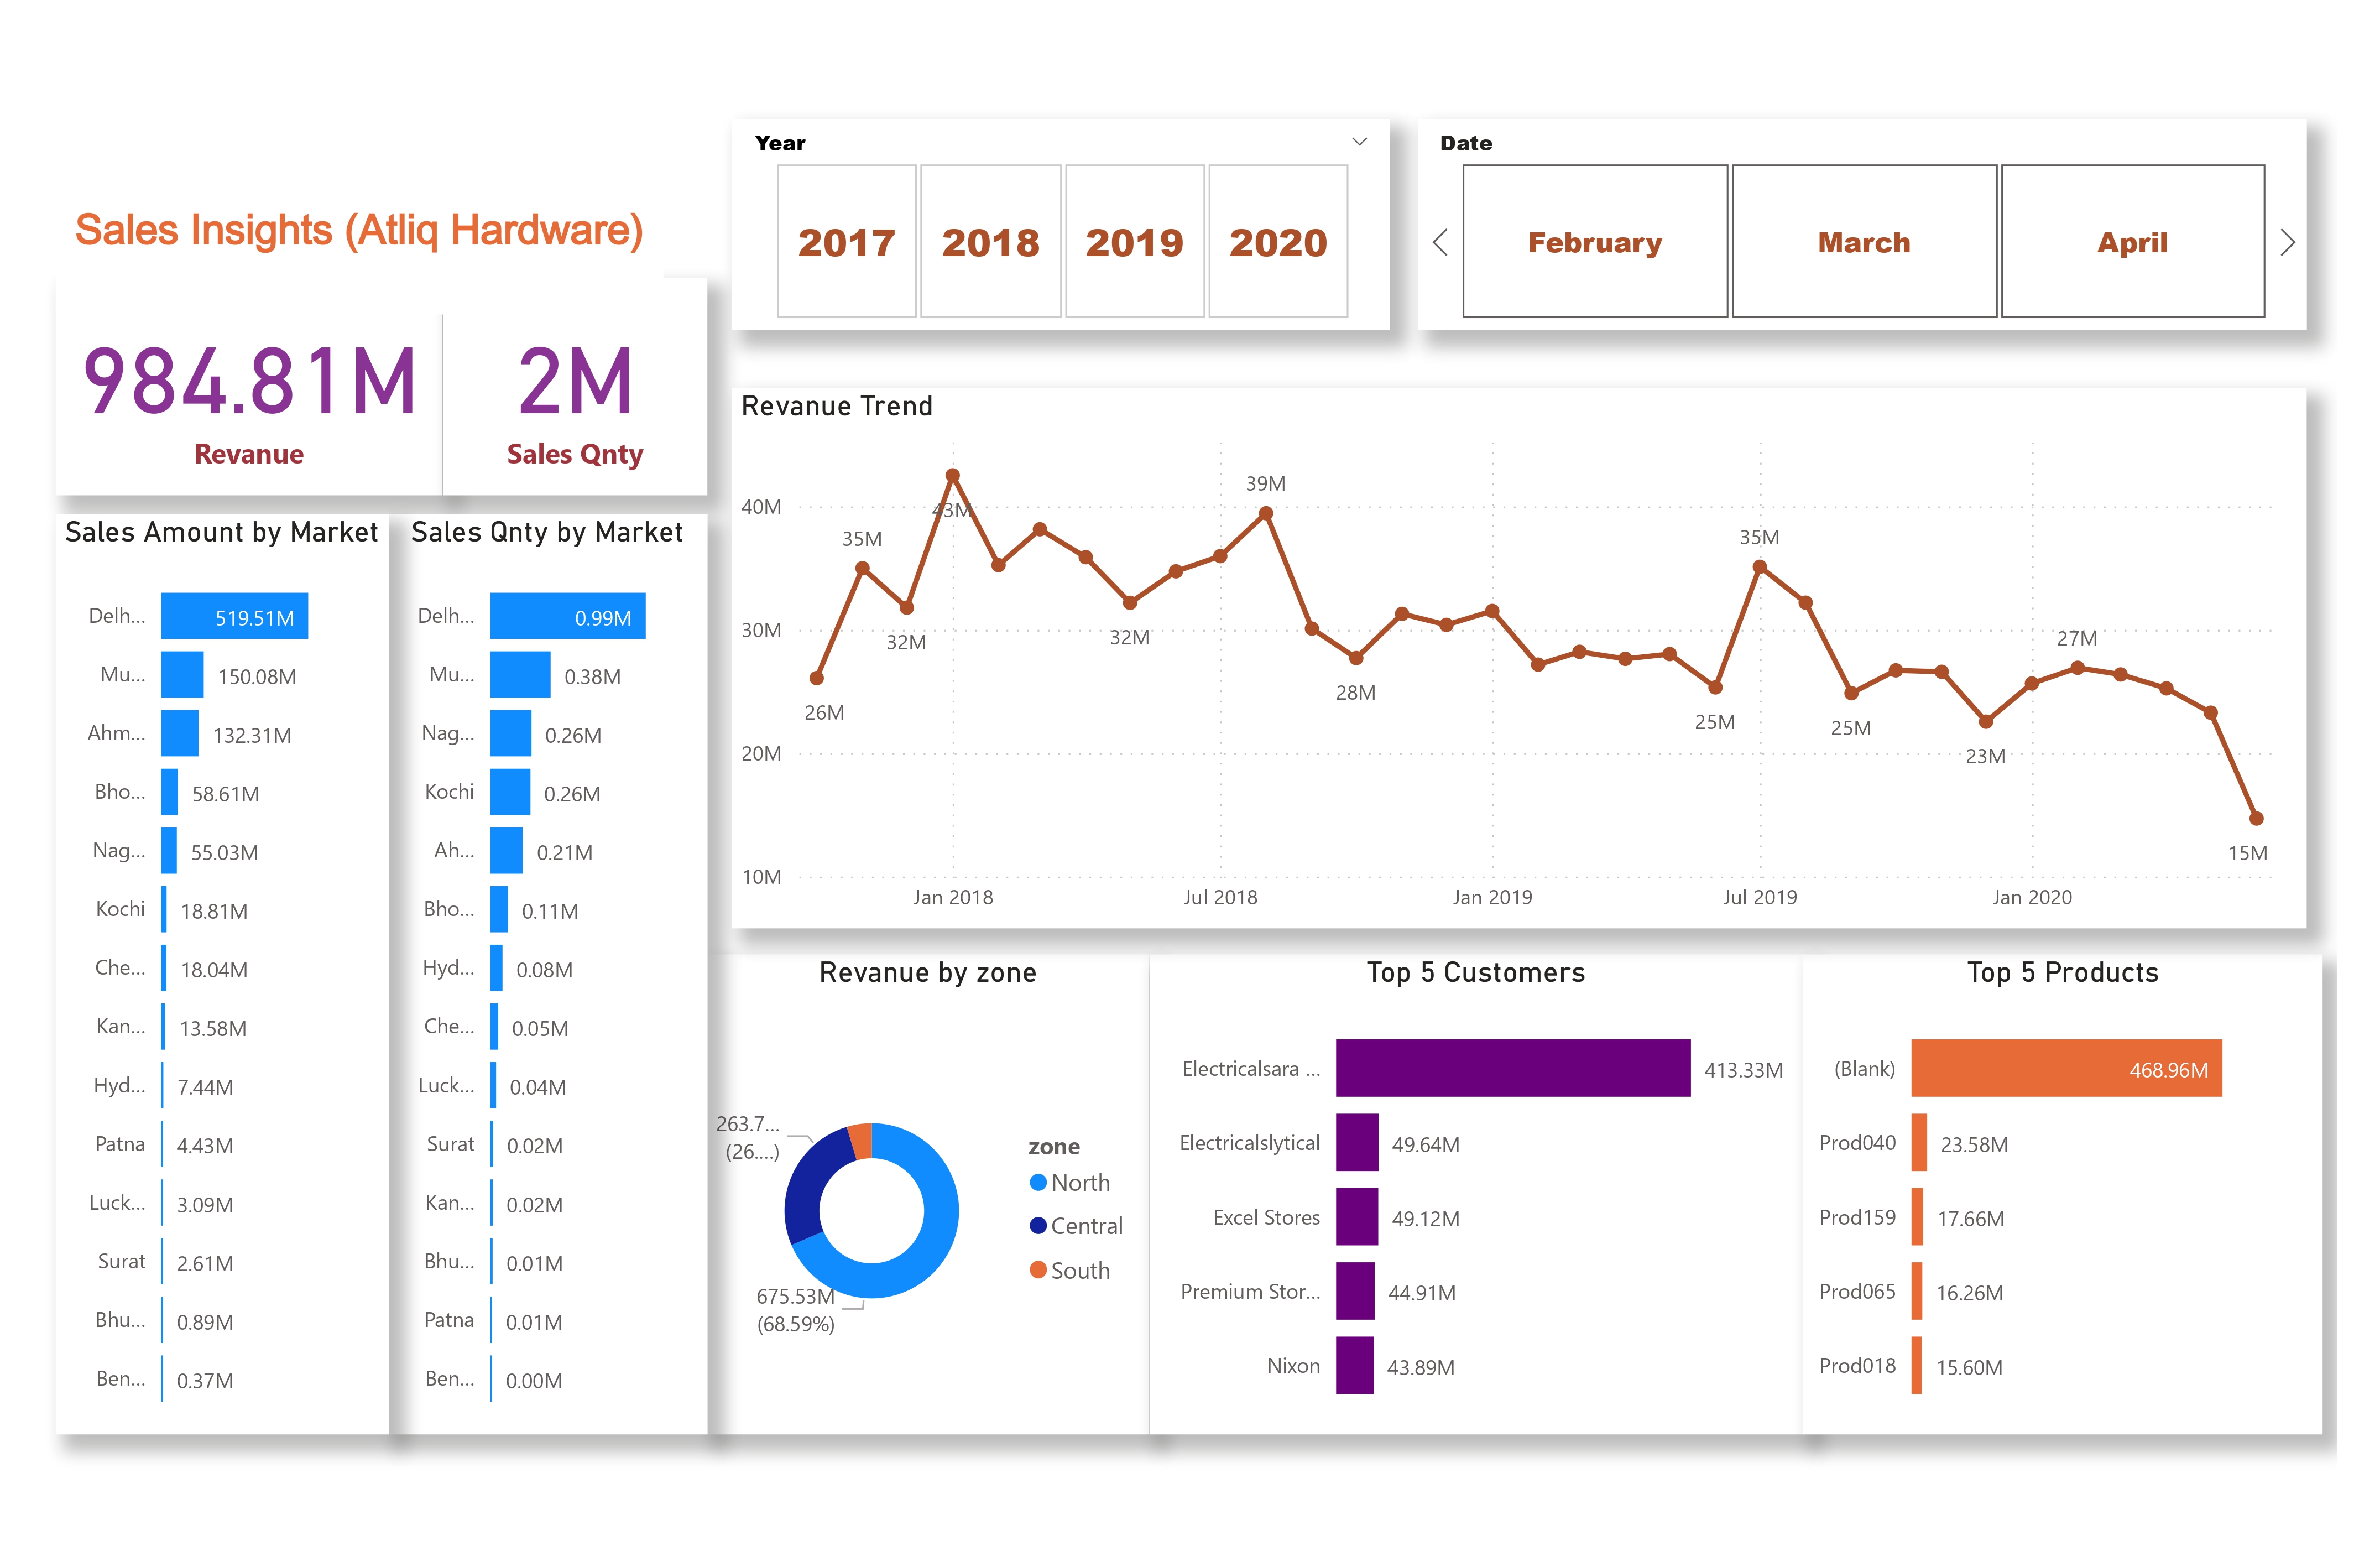 Year
2017 2018 2019 2020
Date
February March April
Sales Insights (Atliq Hardware)
984.81M
Revanue
2M
Sales Qnty
Revanue Trend
40M
30M
20M
10M
26M
35M
32M
43M
32M
39M
28M
25M
35M
25M
23M
27M
15M
Jan 2018 Jul 2018 Jan 2019 Jul 2019 Jan 2020
Sales Amount by Market
Delh... 519.51M
Mu... 150.08M
Ahm... 132.31M
Bho... 58.61M
Nag... 55.03M
Kochi 18.81M
Che... 18.04M
Kan... 13.58M
Hyd... 7.44M
Patna 4.43M
Luck... 3.09M
Surat 2.61M
Bhu... 0.89M
Ben... 0.37M
Sales Qnty by Market
Delh... 0.99M
Mu... 0.38M
Nag... 0.26M
Kochi 0.26M
Ah... 0.21M
Bho... 0.11M
Hyd... 0.08M
Che... 0.05M
Luck... 0.04M
Surat 0.02M
Kan... 0.02M
Bhu... 0.01M
Patna 0.01M
Ben... 0.00M
Revanue by zone
263.7...
(26....)
675.53M
(68.59%)
zone
North
Central
South
Top 5 Customers
Electricalsara ... 413.33M
Electricalslytical 49.64M
Excel Stores 49.12M
Premium Stor... 44.91M
Nixon 43.89M
Top 5 Products
(Blank) 468.96M
Prod040 23.58M
Prod159 17.66M
Prod065 16.26M
Prod018 15.60M